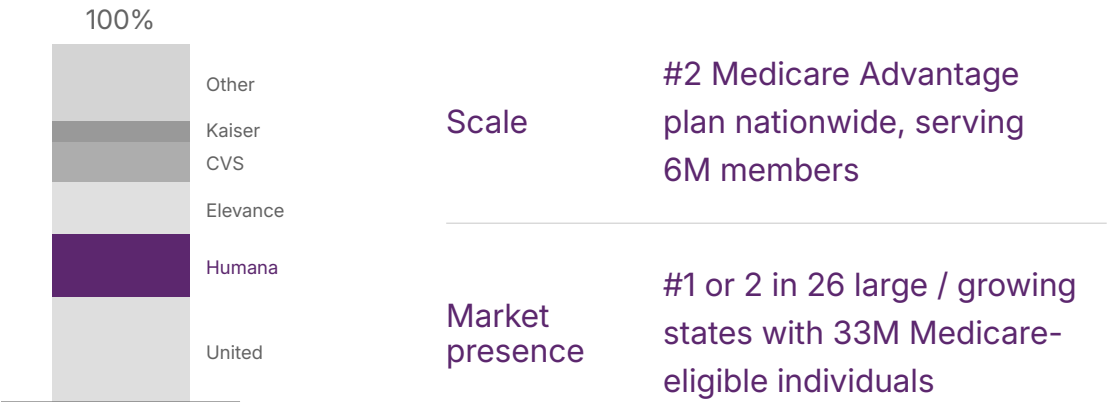 100%
Other
Kaiser
CVS
Elevance
Humana
United
Scale
#2 Medicare Advantage
plan nationwide, serving
6M members
Market
presence
#1 or 2 in 26 large / growing
states with 33M Medicare-
eligible individuals